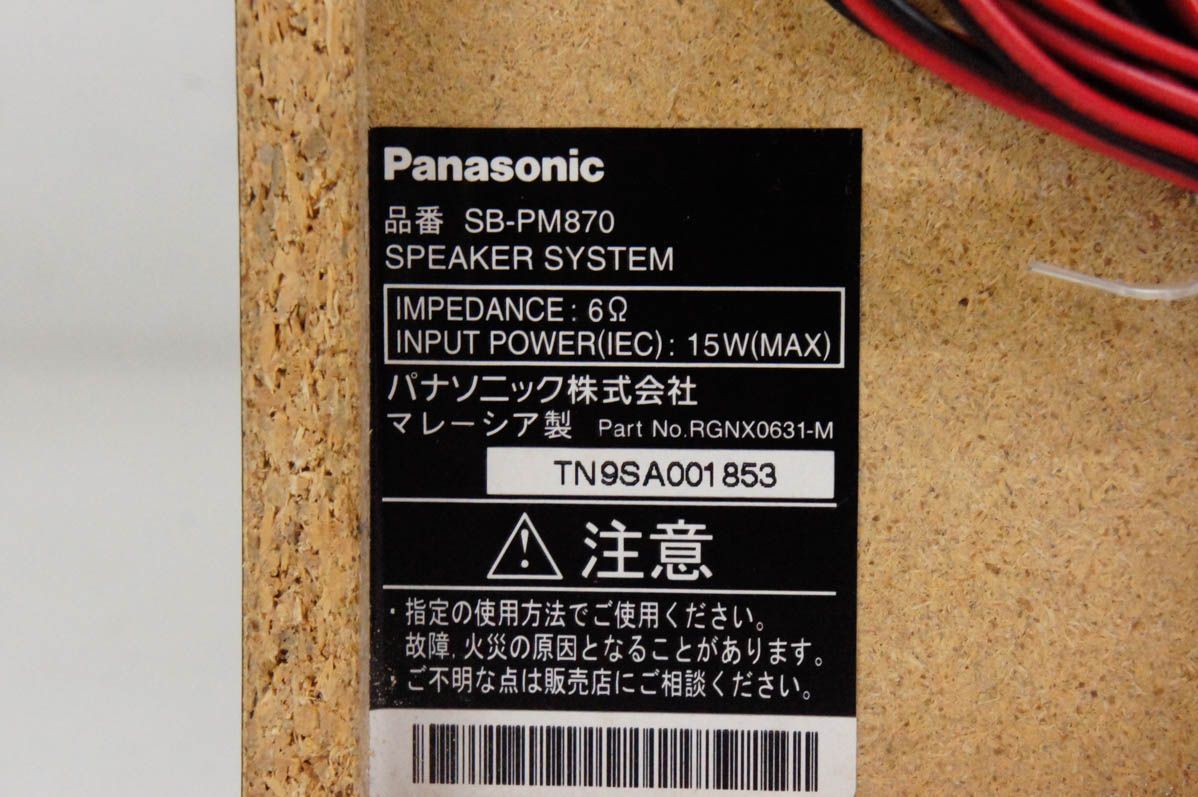 Panasonic
品番 SB-PM870
SPEAKER SYSTEM
IMPEDANCE : 6Ω
INPUT POWER(IEC) : 15W(MAX)
パナソニック株式会社
マレーシア製 Part No.RGNX0631-M
TN9SA001853
注意
・指定の使用方法でご使用ください。
故障,火災の原因となることがあります。
・ご不明な点は販売店にご相談ください。